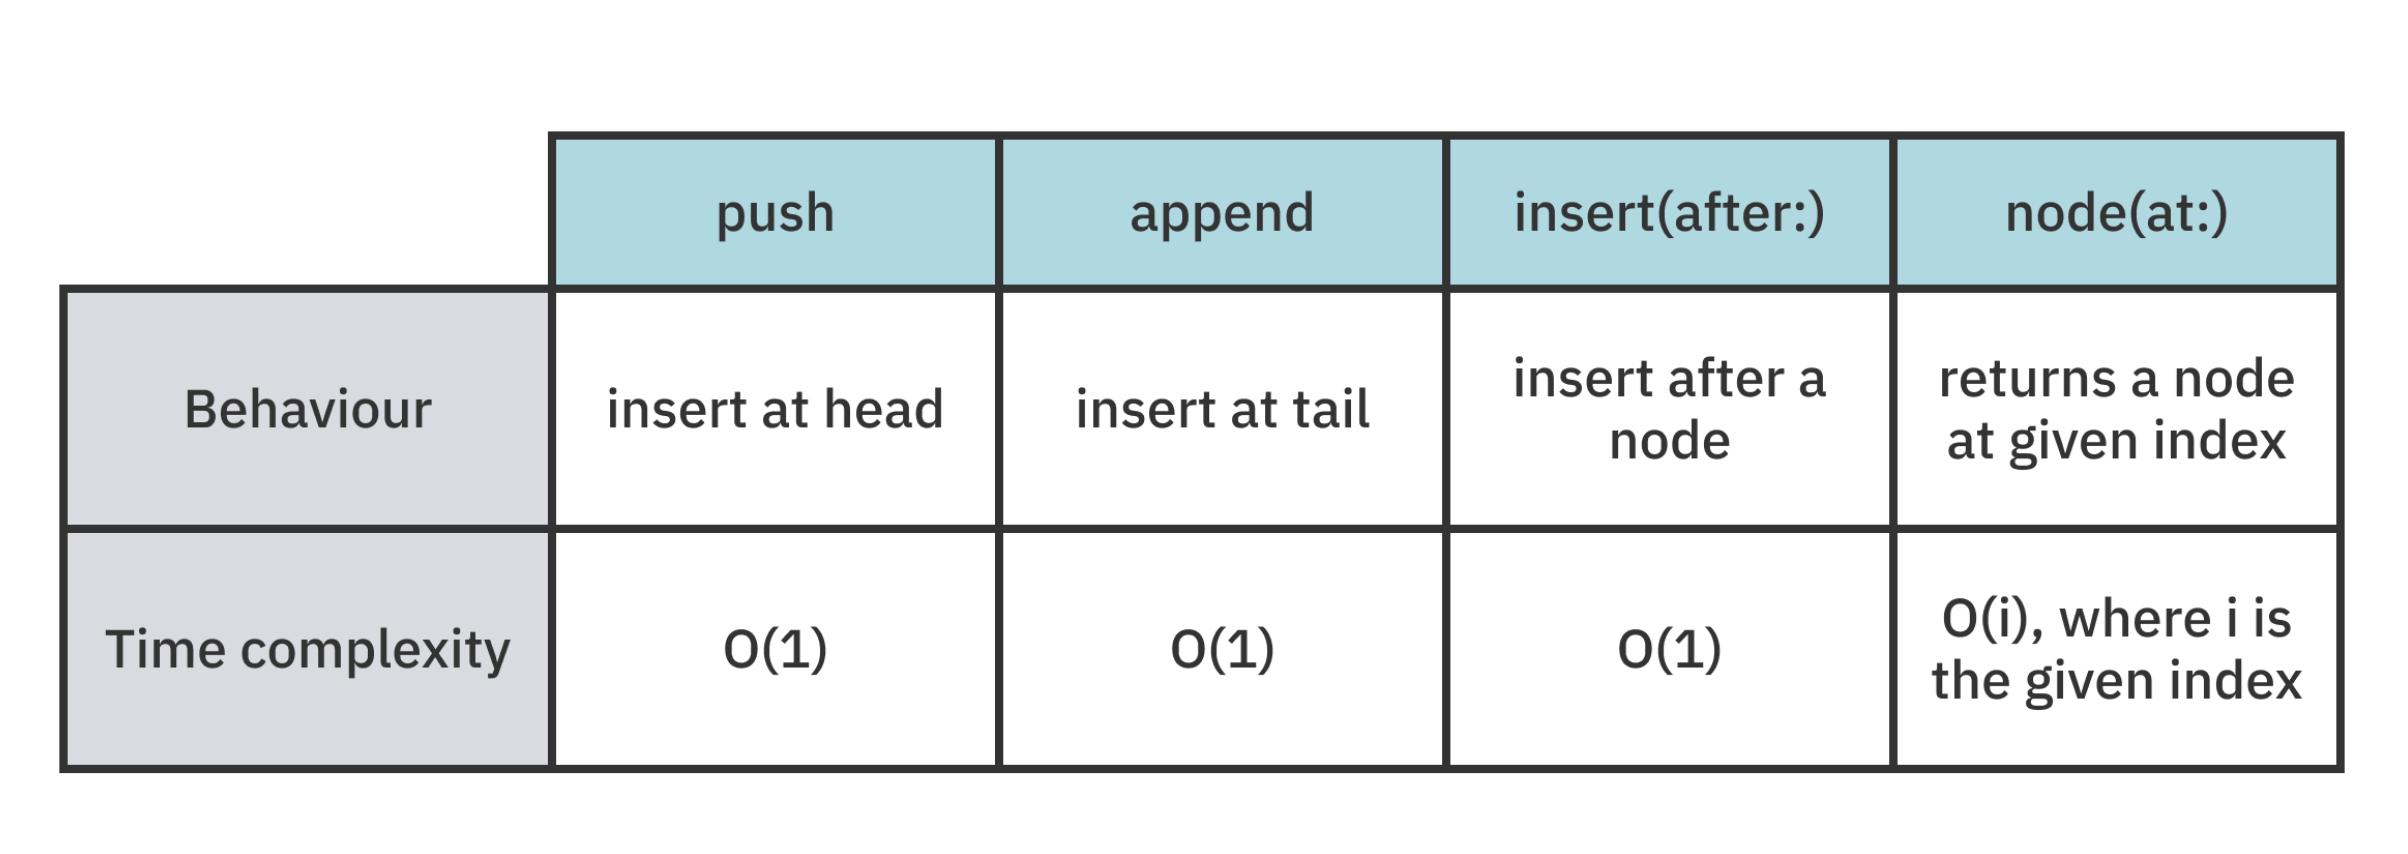 push
append
insert(after:)
node(at:)
Behaviour
insert at head
insert at tail
insert after a
node
returns a node
at given index
Time complexity
O(1)
O(1)
O(1)
O(i), where i is
the given index